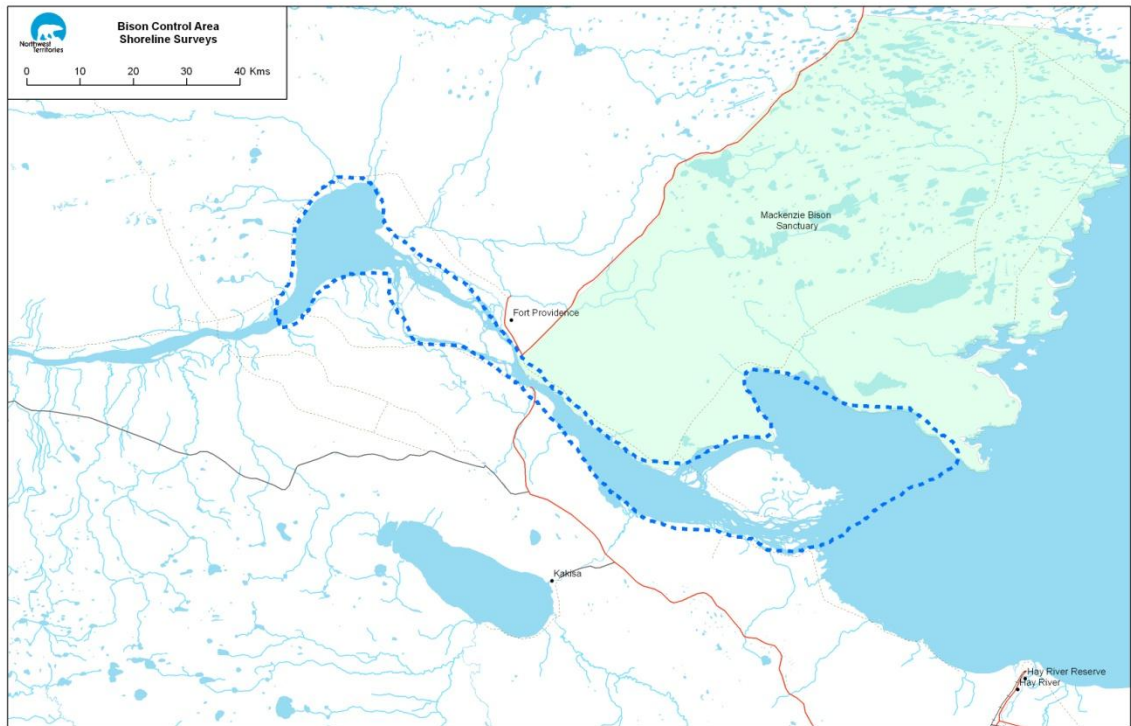 Northwest
Territories
Bison Control Area
Shoreline Surveys
0 10 20 30 40 Kms
Mackenzie Bison
Sanctuary
Fort Providence
Kakisa
Hay River Reserve
Hay River